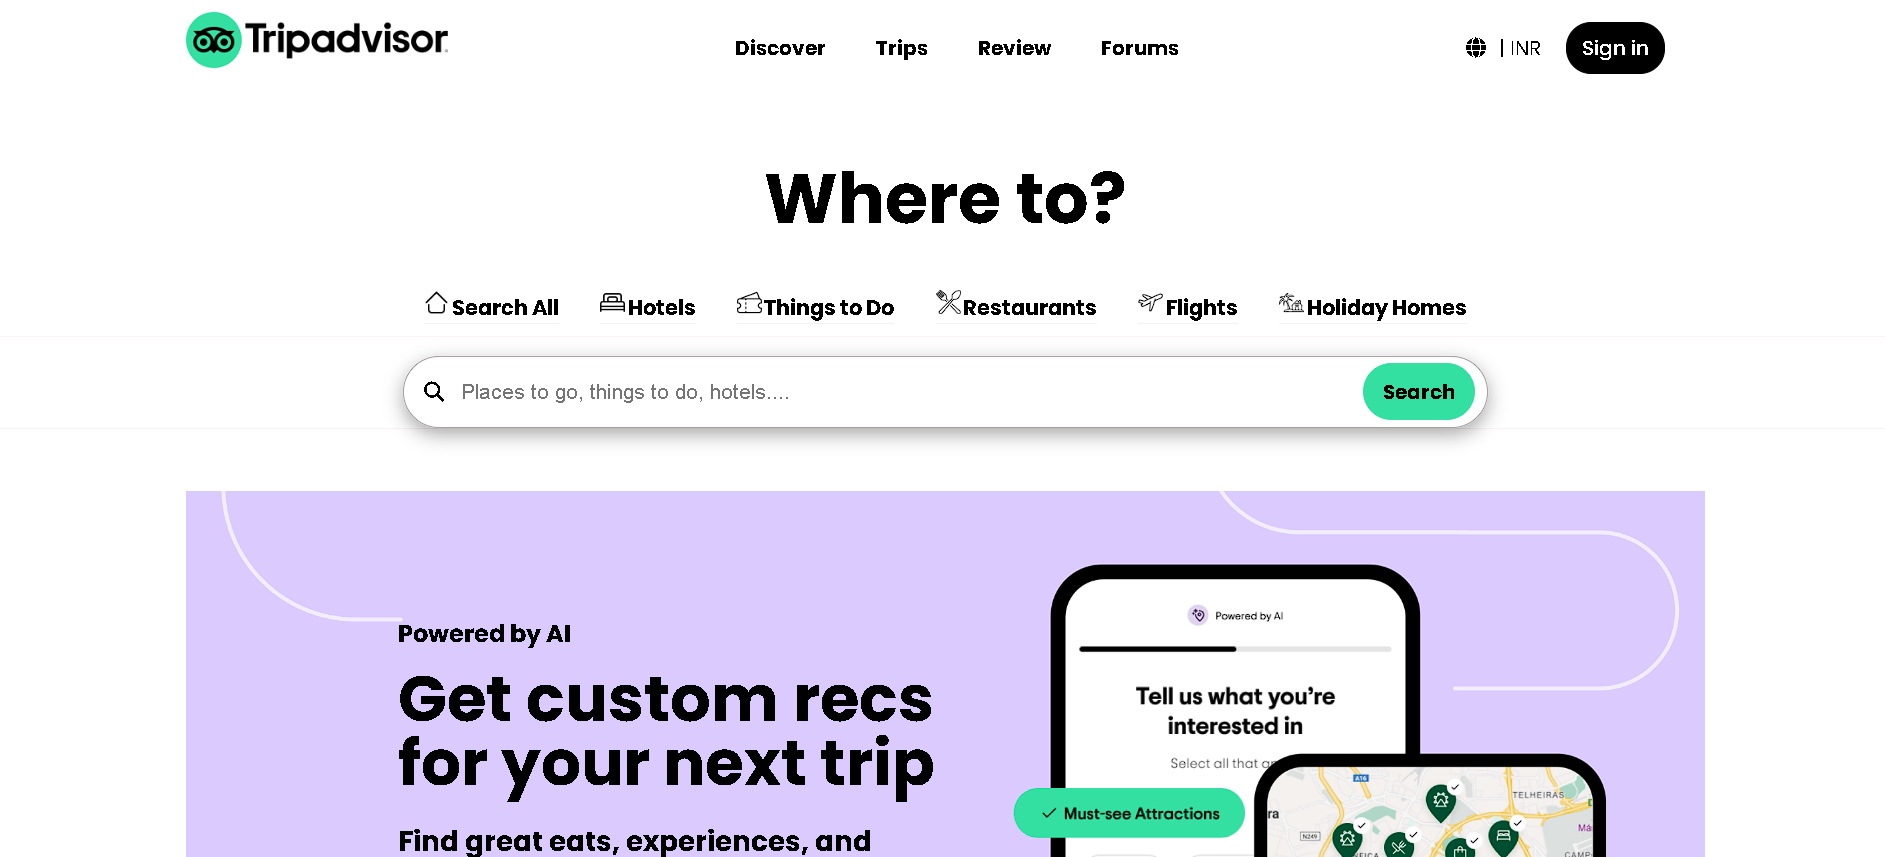 Tripadvisor
Discover Trips Review Forums
| INR Sign in
Where to?
Search All Hotels Things to Do Restaurants Flights Holiday Homes
Places to go, things to do, hotels.... Search
Powered by AI
Get custom recs
for your next trip
Find great eats, experiences, and
Powered by AI
Tell us what you're
interested in
Select all that
Must-see Attractions
A16
TELHEIRAS
N249